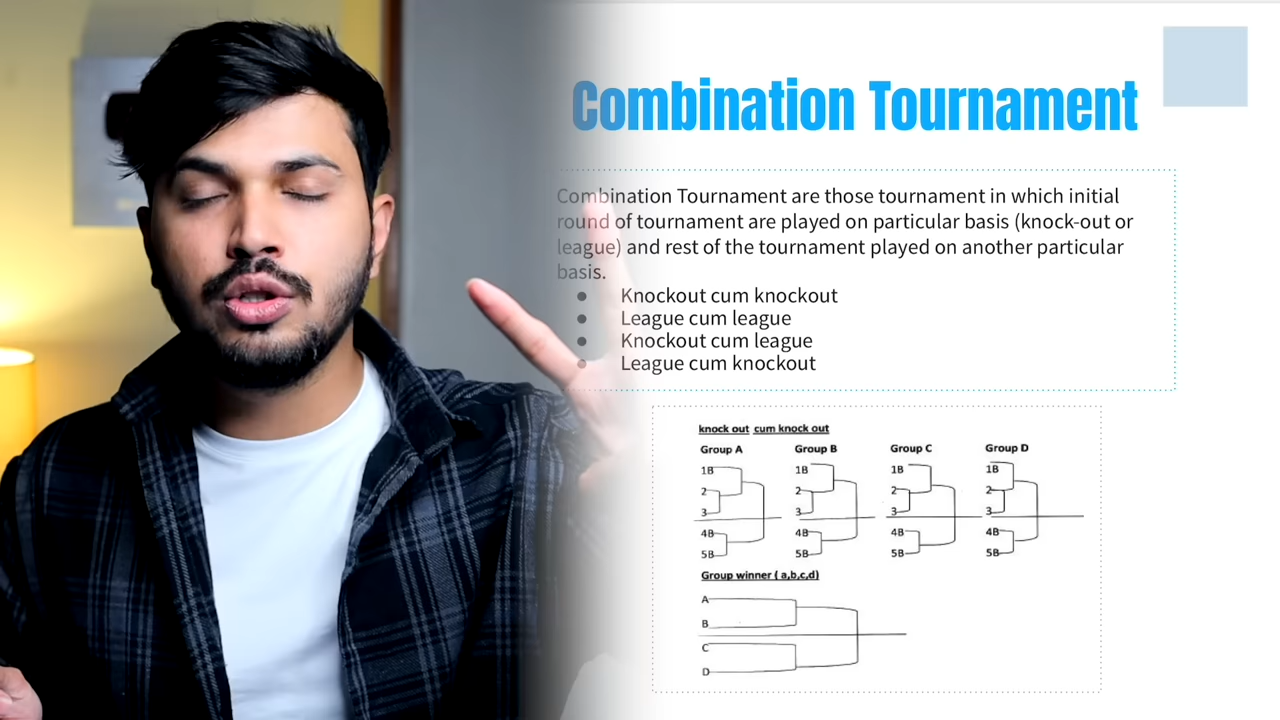 Combination Tournament
Combination Tournament are those tournament in which initial
round of tournament are played on particular basis (knock-out or
league) and rest of the tournament played on another particular
basis.
● Knockout cum knockout
● League cum league
● Knockout cum league
● League cum knockout
knock out cum knock out
Group A Group B Group C Group D
1B 1B 1B 1B
2 2 2 2
3 3 3 3
4B 4B 4B 4B
5B 5B 5B 5B
Group winner ( a,b,c,d)
A
B
C
D